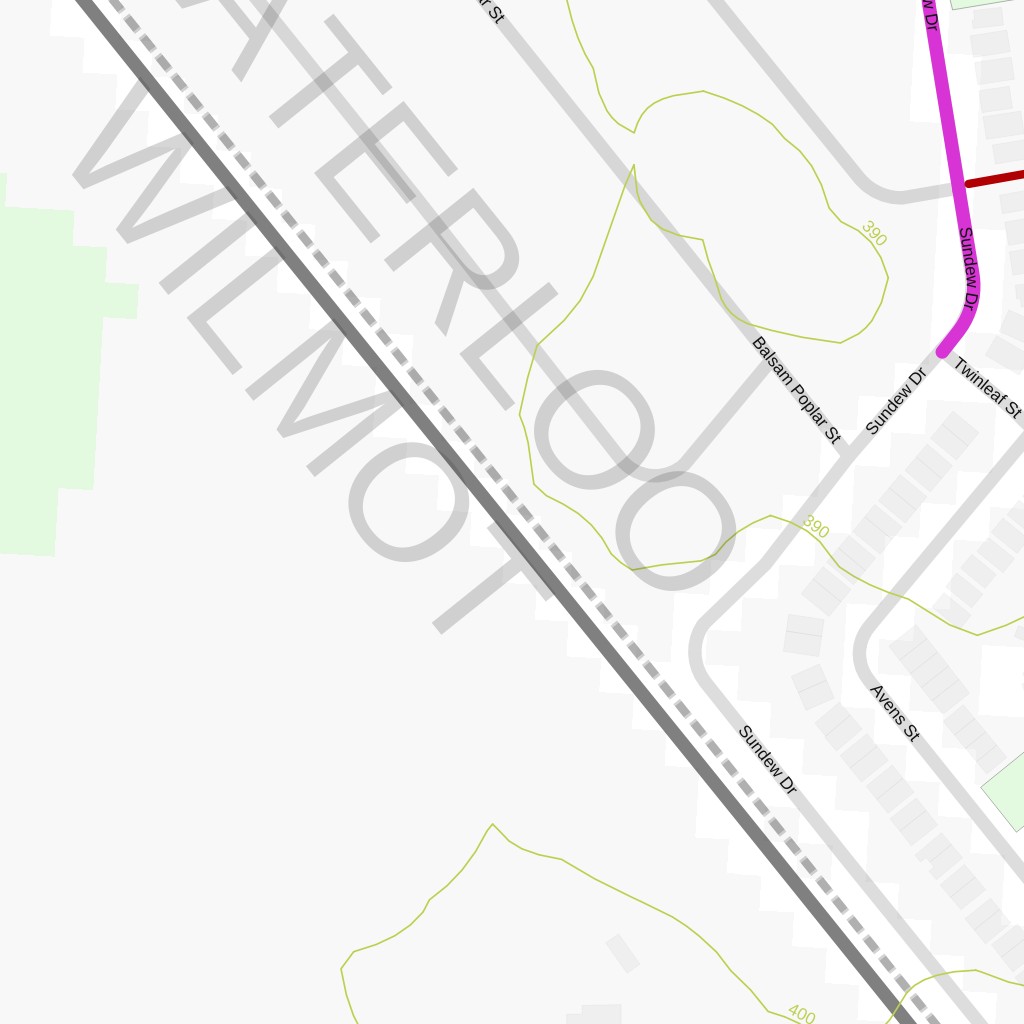 WATERLOO
WILMOT
Sundew Dr
390
Balsam Poplar St
Sundew Dr
Twinleaf St
390
Avens St
Sundew Dr
400